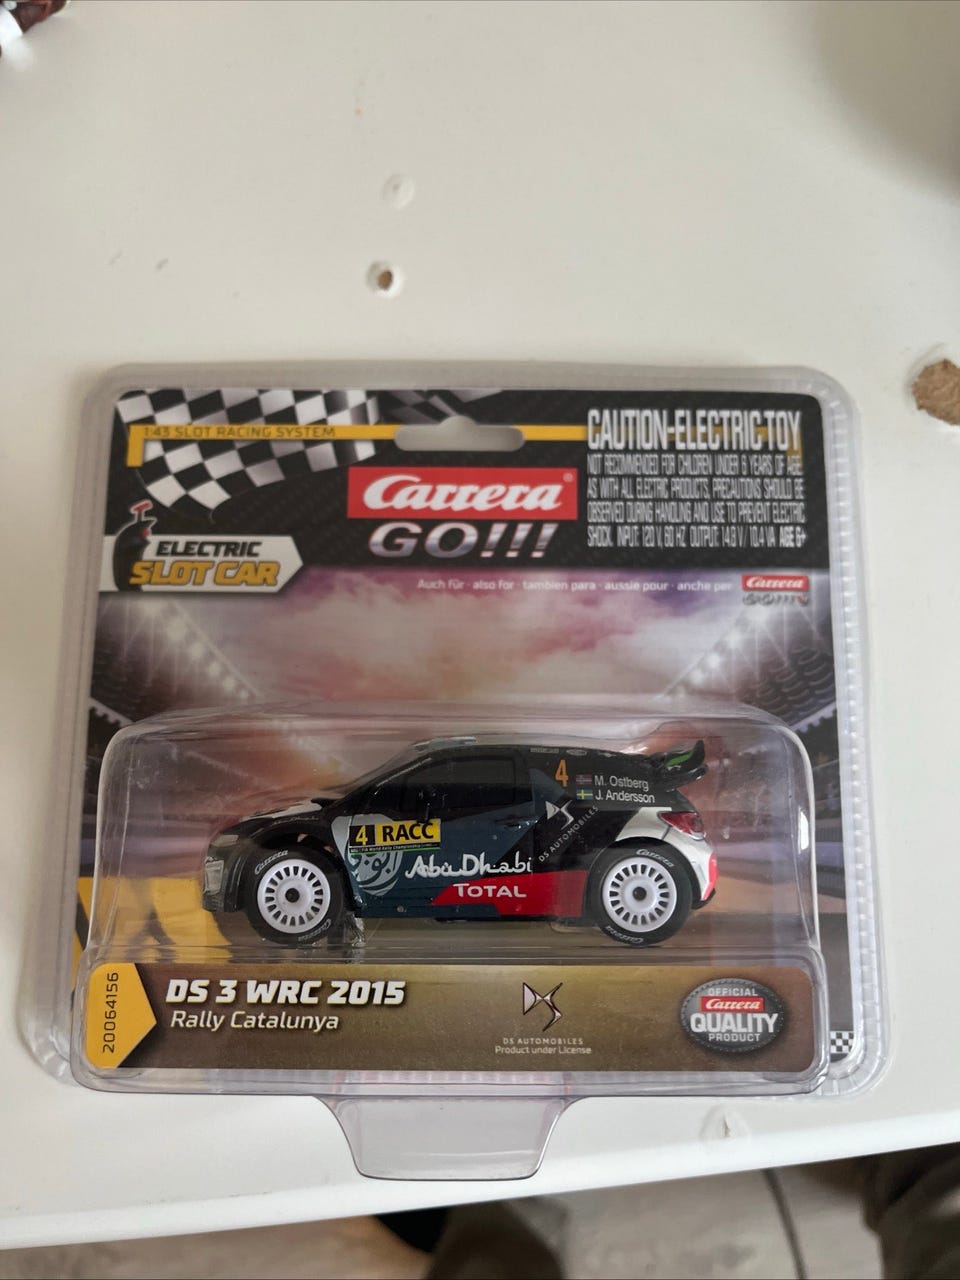 1:43 SLOT RACING SYSTEM
Carrera®
GO!!!
ELECTRIC
SLOT CAR
CAUTION-ELECTRIC TOY
NOT RECOMMENDED FOR CHILDREN UNDER 6 YEARS OF AGE.
AS WITH ALL ELECTRIC PRODUCTS, PRECAUTIONS SHOULD BE
OBSERVED DURING HANDLING AND USE TO PREVENT ELECTRIC
SHOCK. INPUT: 120 V, 60 HZ. OUTPUT: 14.8 V / 10.4 VA AGE 6+
Auch für · also for · tambien para · aussie pour · anche per
Carrera
4
M. Ostberg
J. Andersson
DS AUTOMOBILES
4 RACC
Abu Dhabi
TOTAL
Carrera
Carrera
Carrera
Carrera
20064156
DS 3 WRC 2015
Rally Catalunya
DS AUTOMOBILES
Product under License
OFFICIAL
Carrera
QUALITY
PRODUCT